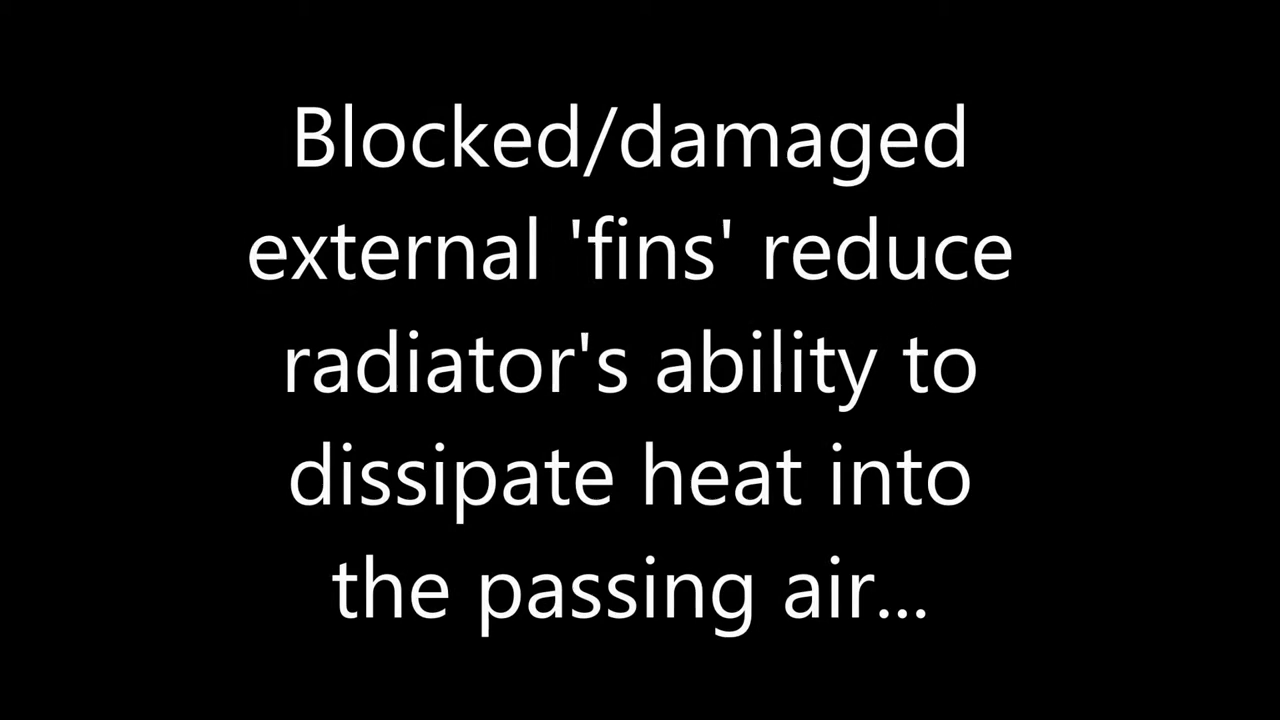 Blocked/damaged
external 'fins' reduce
radiator's ability to
dissipate heat into
the passing air...